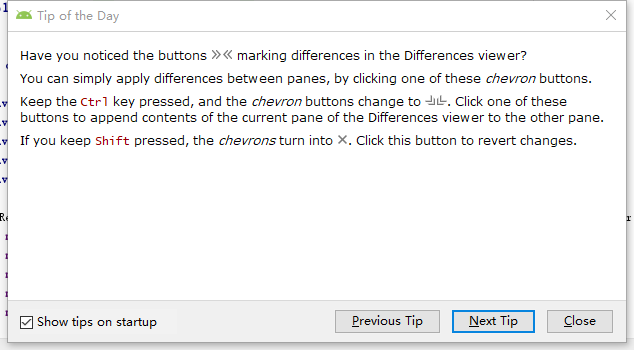 Tip of the Day
Have you noticed the buttons »« marking differences in the Differences viewer?
You can simply apply differences between panes, by clicking one of these chevron buttons.
Keep the Ctrl key pressed, and the chevron buttons change to . Click one of these
buttons to append contents of the current pane of the Differences viewer to the other pane.
If you keep Shift pressed, the chevrons turn into ×. Click this button to revert changes.
Show tips on startup
Previous Tip
Next Tip
Close